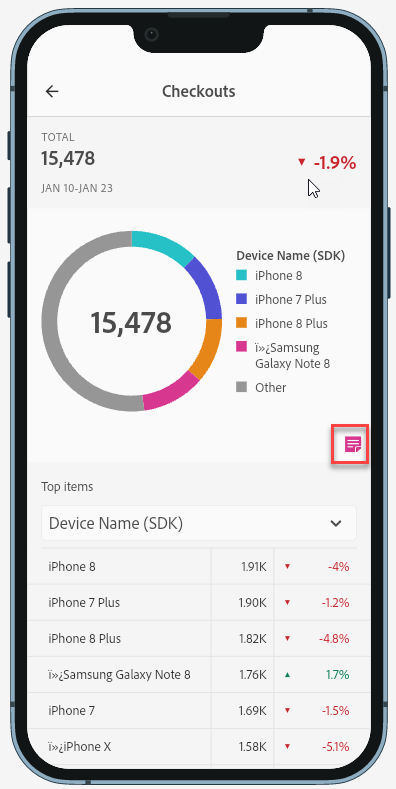 Checkouts
TOTAL
15,478
▼ -1.9%
JAN 10-JAN 23
15,478
Device Name (SDK)
iPhone 8
iPhone 7 Plus
iPhone 8 Plus
ï»¿Samsung
Galaxy Note 8
Other
Top items
Device Name (SDK)
iPhone 8 1.91K ▼ -4%
iPhone 7 Plus 1.90K ▼ -1.2%
iPhone 8 Plus 1.82K ▼ -4.8%
ï»¿Samsung Galaxy Note 8 1.76K ▲ 1.7%
iPhone 7 1.69K ▼ -1.5%
ï»¿iPhone X 1.58K ▼ -5.1%